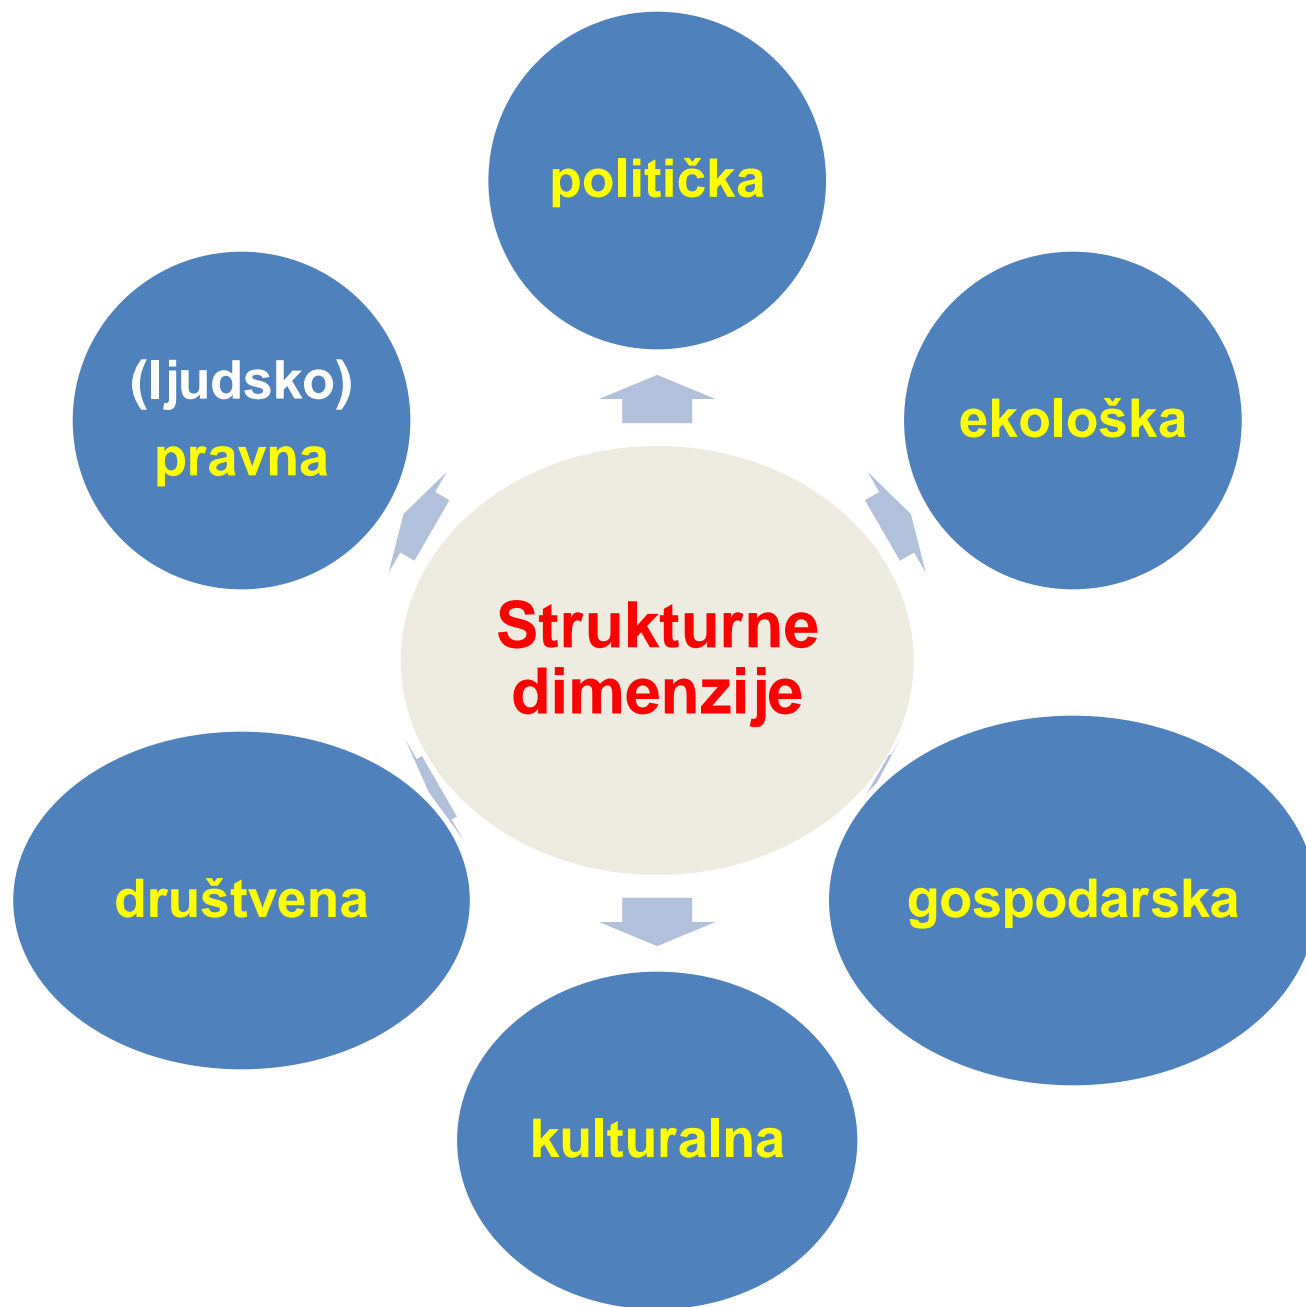 politička
(ljudsko)
pravna
ekološka
Strukturne
dimenzije
društvena
gospodarska
kulturalna